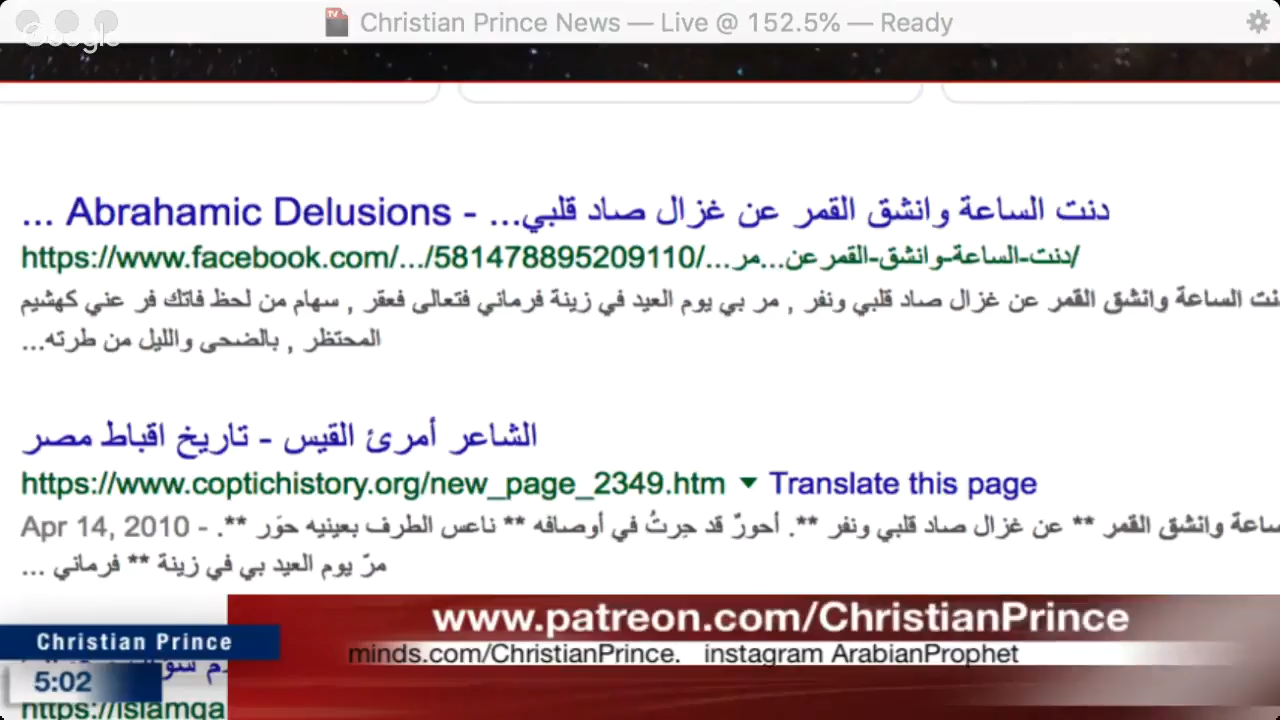 Christian Prince News — Live @ 152.5% — Ready
Google
دنت الساعة وانشق القمر عن غزال صاد قلبي... - Abrahamic Delusions ...
https://www.facebook.com/.../دنت-الساعة-وانشق-القمرعن...مر.../581478895209110/
الساعة وانشق القمر عن غزال صاد قلبي ونفر , مر بي يوم العيد في زينة فرماني فتعالى فعقر , سهام من لحظ فاتك فر عني كهشيم
المحتظر , بالضحى والليل من طرته...
الشاعر أمرئ القيس - تاريخ اقباط مصر
https://www.coptichistory.org/new_page_2349.htm Translate this page
Apr 14, 2010 - وانشق القمر ** عن غزال صاد قلبي ونفر **. أحورٌ قد حِرتُ في أوصافه ** ناعس الطرف بعينيه حوَر **.
مرّ يوم العيد بي في زينة ** فرماني ...
www.patreon.com/ChristianPrince
Christian Prince
minds.com/ChristianPrince. instagram ArabianProphet
5:02
https://islamqa